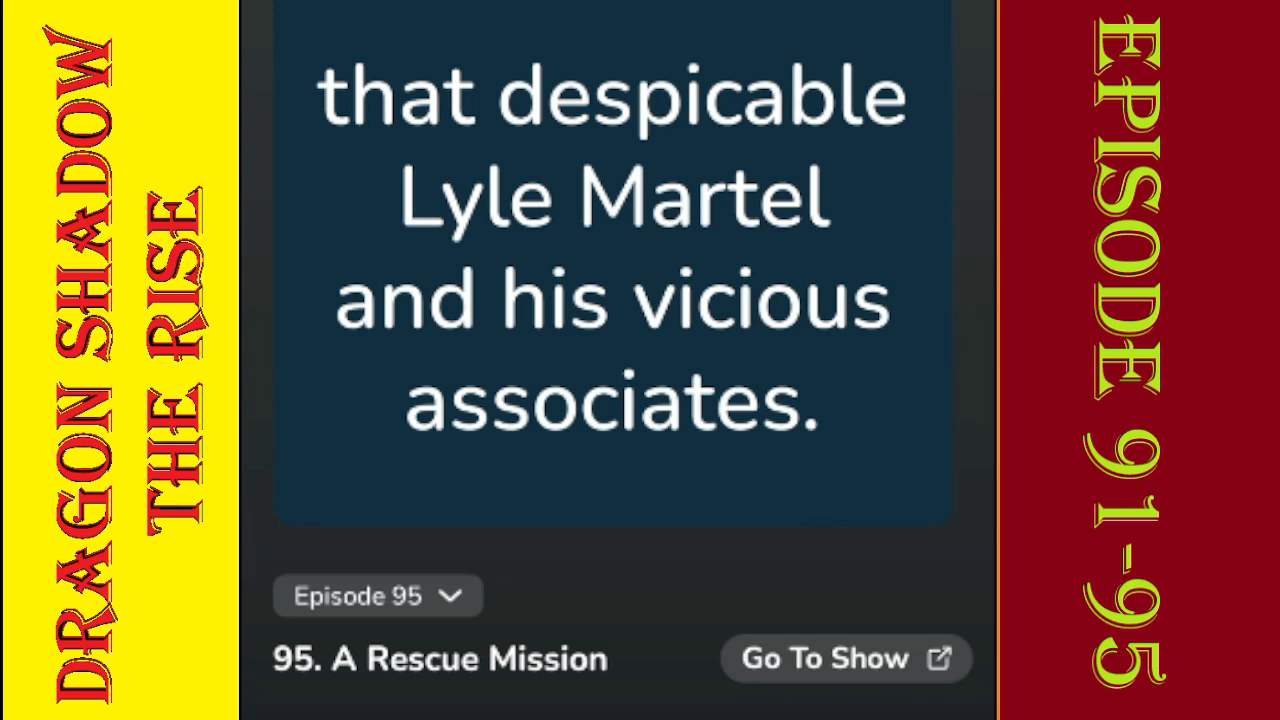 DRAGON SHADOW
THE RISE
that despicable
Lyle Martel
and his vicious
associates.
Episode 95
95. A Rescue Mission
Go To Show
EPISODE 91-95